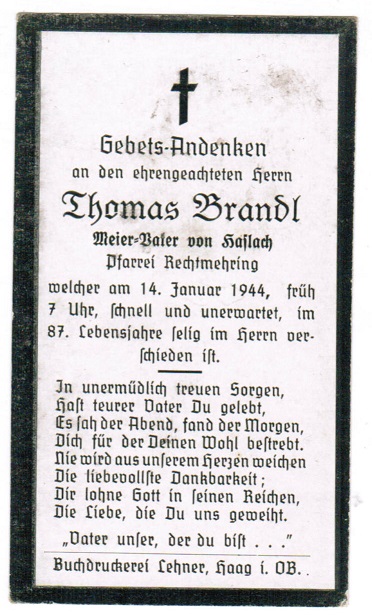 Gebets-Andenken
an den ehrengeachteten Herrn
Thomas Brandl
Meier-Vater von Haslach
Pfarrei Rechtmehring
welcher am 14. Januar 1944, früh
7 Uhr, schnell und unerwartet, im
87. Lebensjahre selig im Herrn ver-
schieden ist.
In unermüdlich treuen Sorgen,
Hast teurer Vater Du gelebt,
Es sah der Abend, fand der Morgen,
Dich für der Deinen Wohl bestrebt.
Nie wird aus unserem Herzen weichen
Die liebevollste Dankbarkeit;
Dir lohne Gott in seinen Reichen,
Die Liebe, die Du uns geweiht.
„Vater unser, der du bist . . .“
Buchdruckerei Lehner, Haag i. OB.